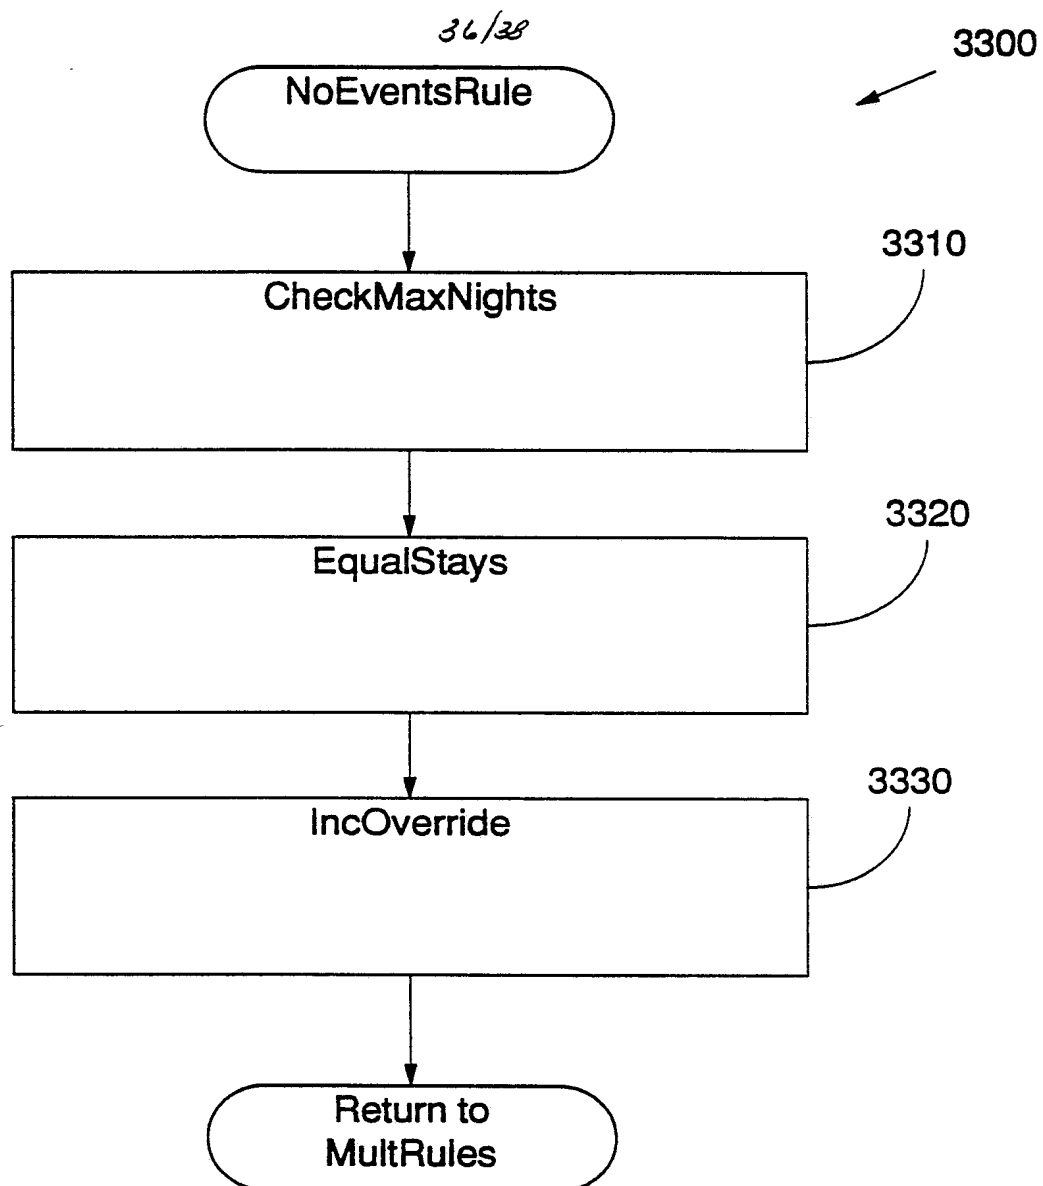 36/38
3300
NoEventsRule
3310
CheckMaxNights
3320
EqualStays
3330
IncOverride
Return to
MultRules